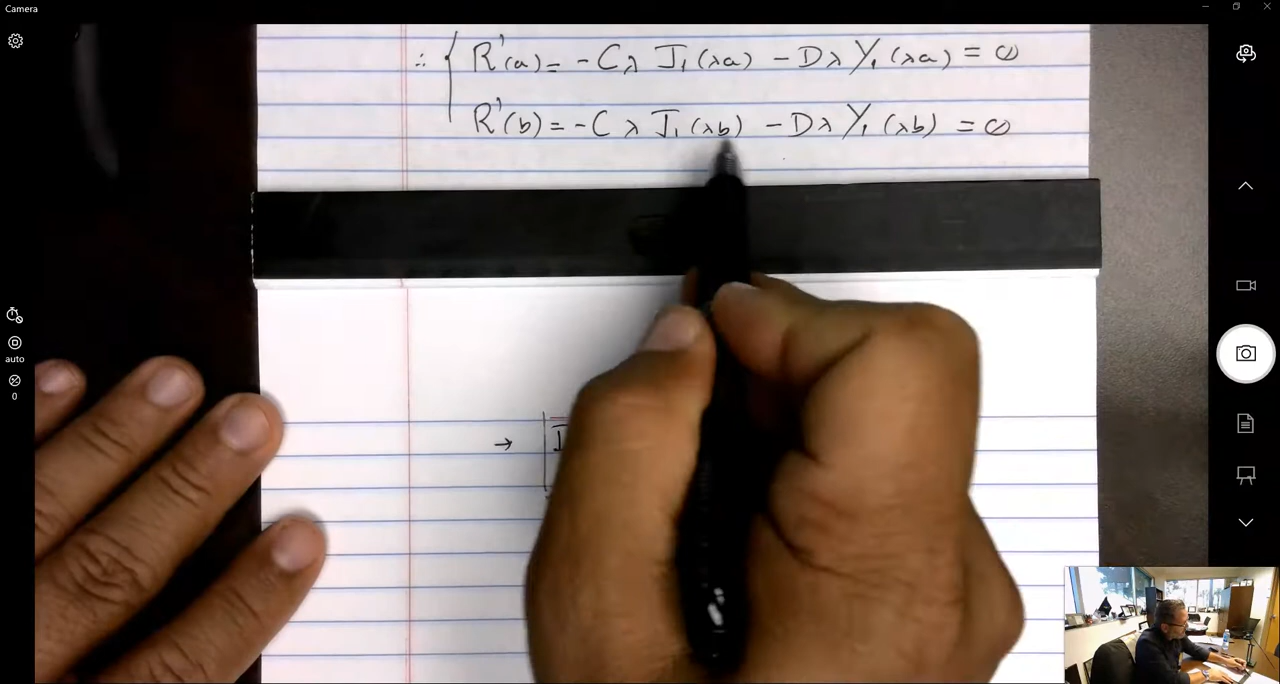 Camera
∴ { R'(a) = -Cλ J₁(λa) - Dλ Y₁(λa) = 0
R'(b) = -Cλ J₁(λb) - Dλ Y₁(λb) = 0
→
auto
0